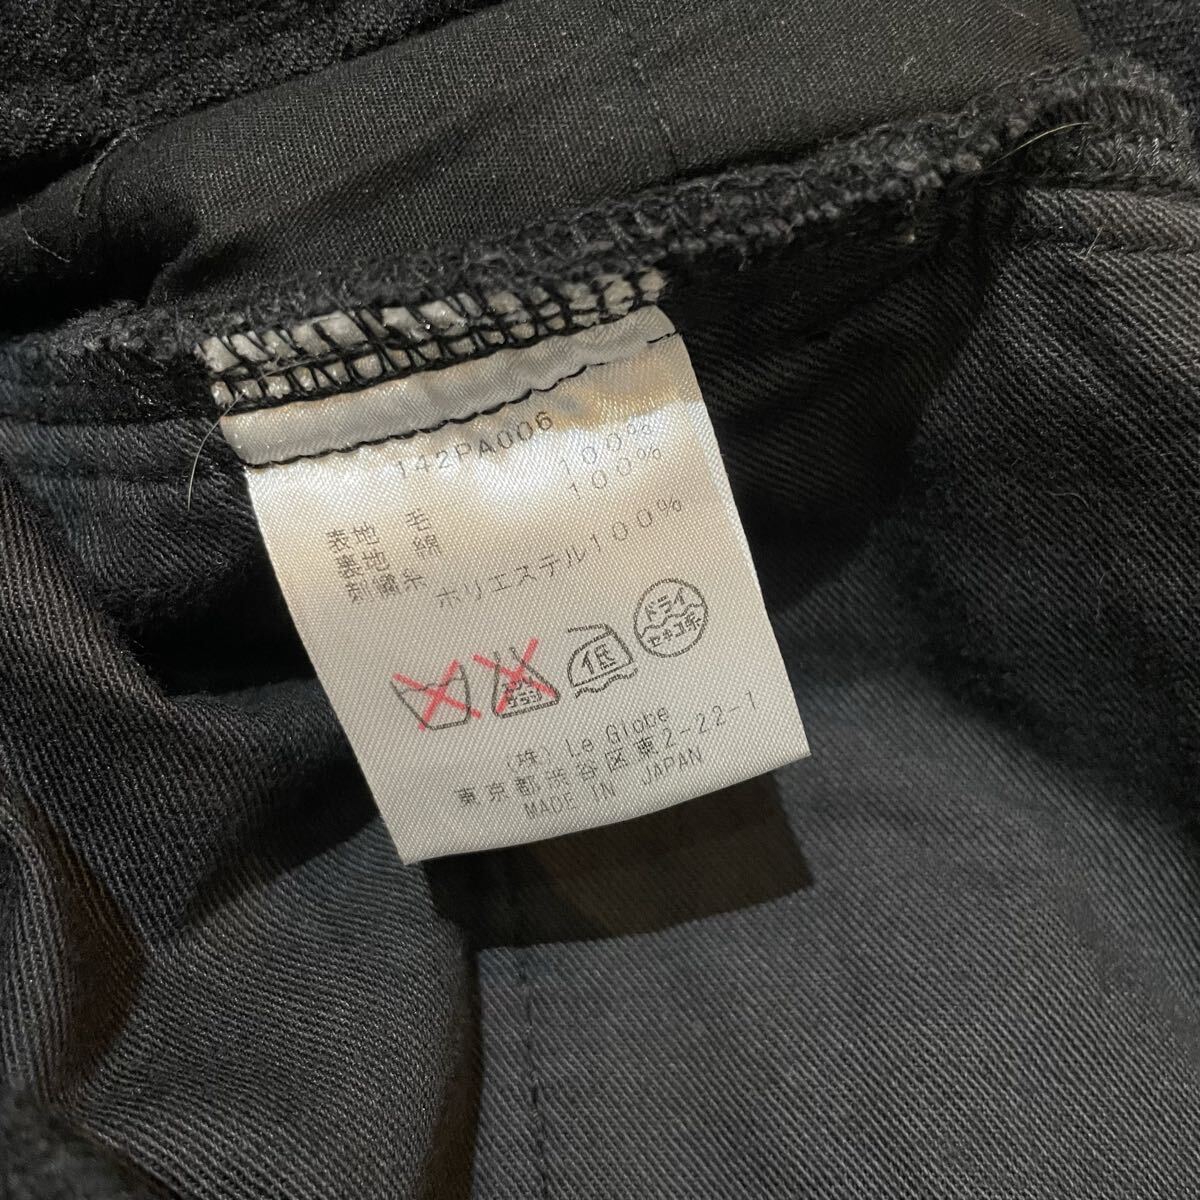 142PA006
表地 毛 100%
裏地 綿 100%
刺繍糸 ポリエステル100%
低
ドライ
セキユ系
(株) Le Globe
東京都渋谷区東2-22-1
MADE IN JAPAN